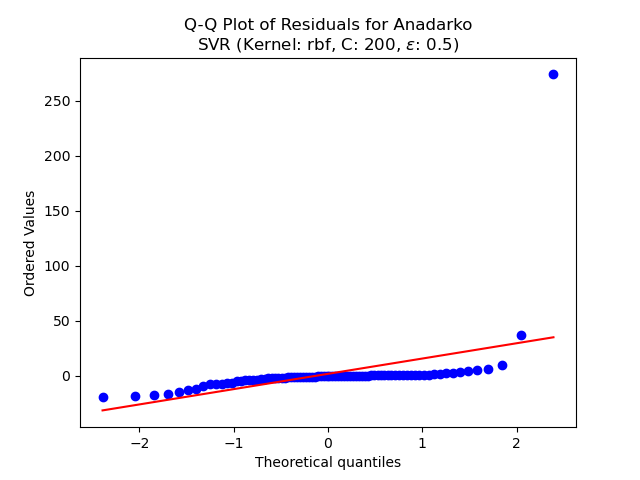 Q-Q Plot of Residuals for Anadarko
SVR (Kernel: rbf, C: 200, ε: 0.5)
250
200
150
100
50
0
Ordered Values
−2
−1
0
1
2
Theoretical quantiles